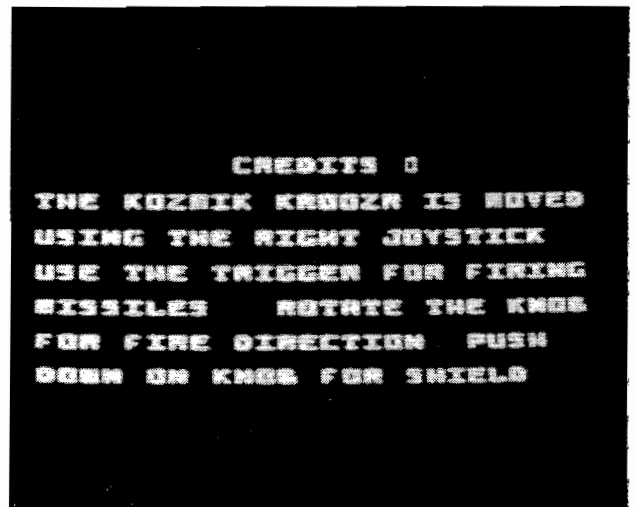 CREDITS 0
THE KOZMIK KROOZR IS MOVED
USING THE RIGHT JOYSTICK
USE THE TRIGGER FOR FIRING
MISSILES ROTATE THE KNOB
FOR FIRE DIRECTION PUSH
DOWN ON KNOB FOR SHIELD